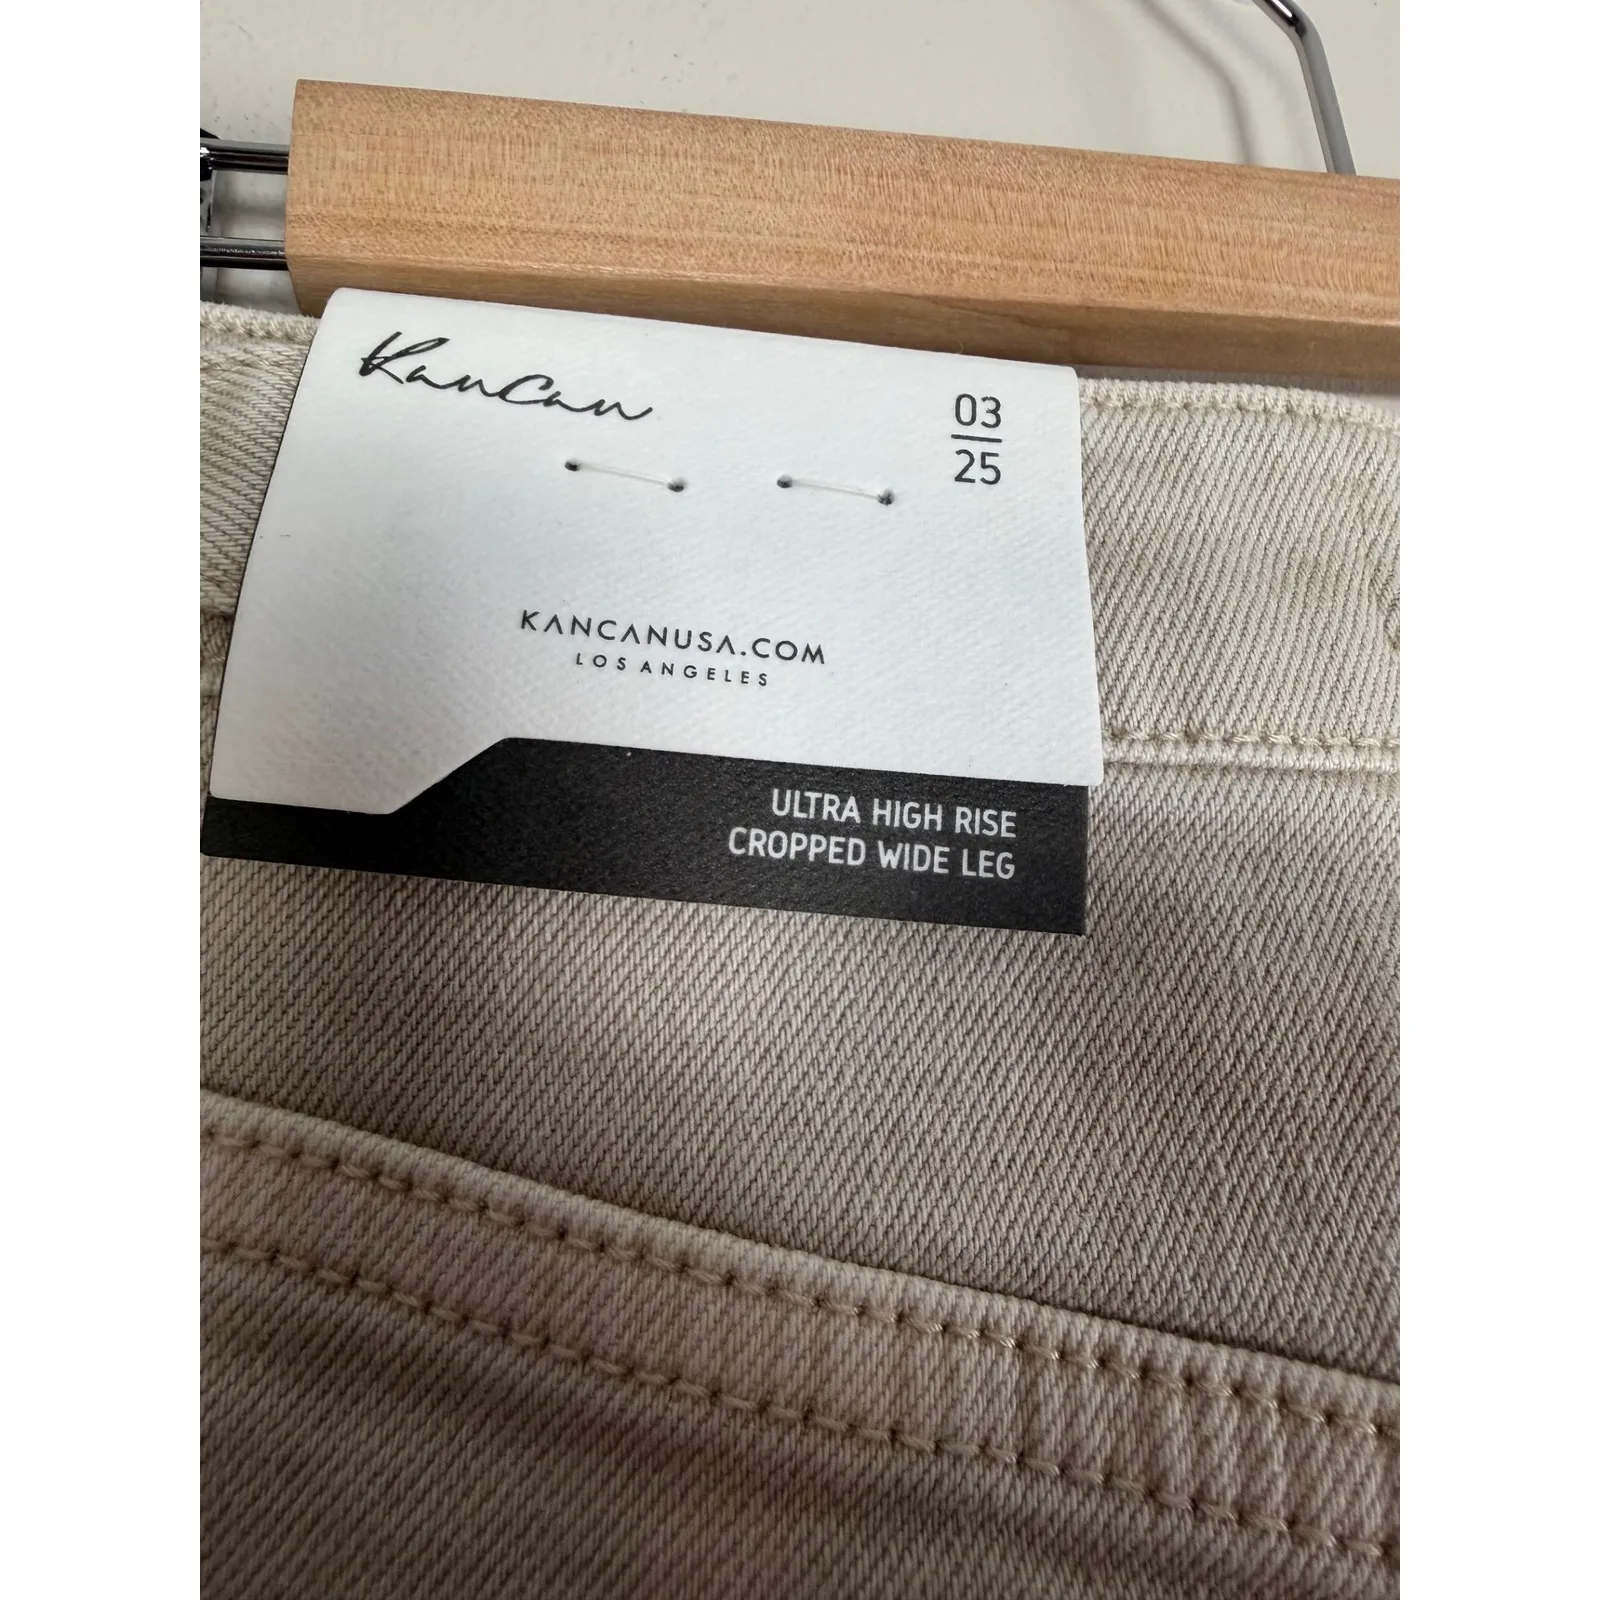 KanCan
03
25
KANCANUSA.COM
LOS ANGELES
ULTRA HIGH RISE
CROPPED WIDE LEG